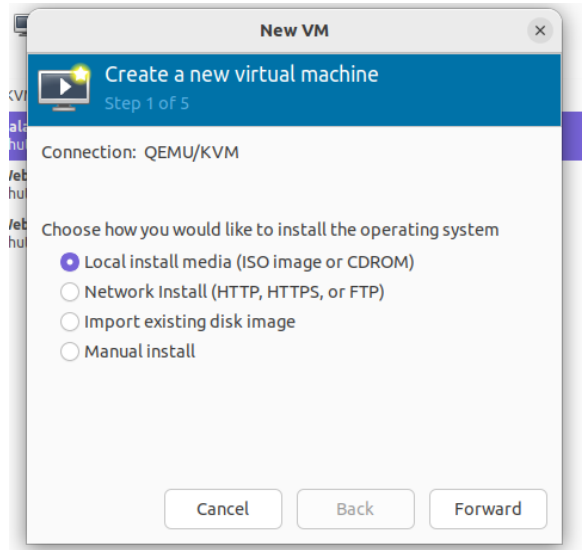 New VM
Create a new virtual machine
Step 1 of 5
Connection: QEMU/KVM
Choose how you would like to install the operating system
Local install media (ISO image or CDROM)
Network Install (HTTP, HTTPS, or FTP)
Import existing disk image
Manual install
Cancel
Back
Forward